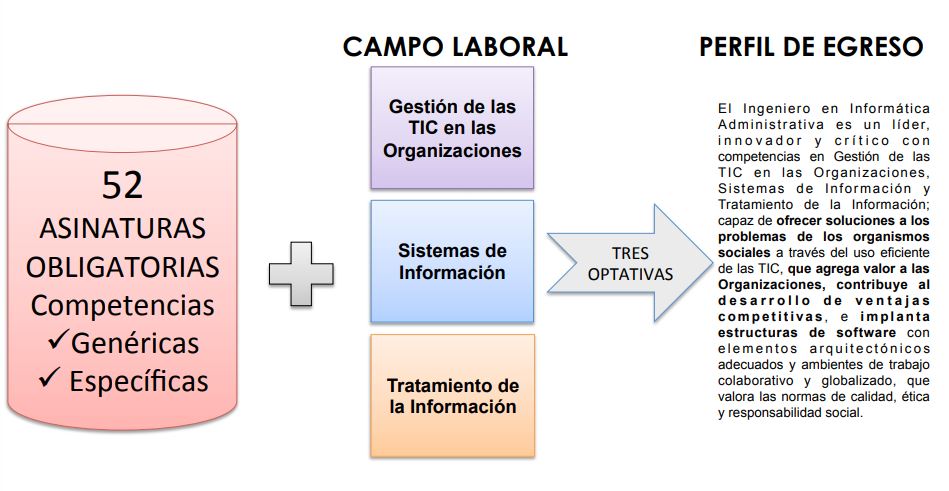 CAMPO LABORAL
PERFIL DE EGRESO
52
ASINATURAS
OBLIGATORIAS
Competencias
✓Genéricas
✓ Específicas
Gestión de las
TIC en las
Organizaciones
Sistemas de
Información
Tratamiento de
la Información
TRES
OPTATIVAS
El Ingeniero en Informática
Administrativa es un líder,
innovador y crítico con
competencias en Gestión de las
TIC en las Organizaciones,
Sistemas de Información y
Tratamiento de la Información;
capaz de ofrecer soluciones a los
problemas de los organismos
sociales a través del uso eficiente
de las TIC, que agrega valor a las
Organizaciones, contribuye al
desarrollo de ventajas
competitivas, e implanta
estructuras de software con
elementos arquitectónicos
adecuados y ambientes de trabajo
colaborativo y globalizado, que
valora las normas de calidad, ética
y responsabilidad social.